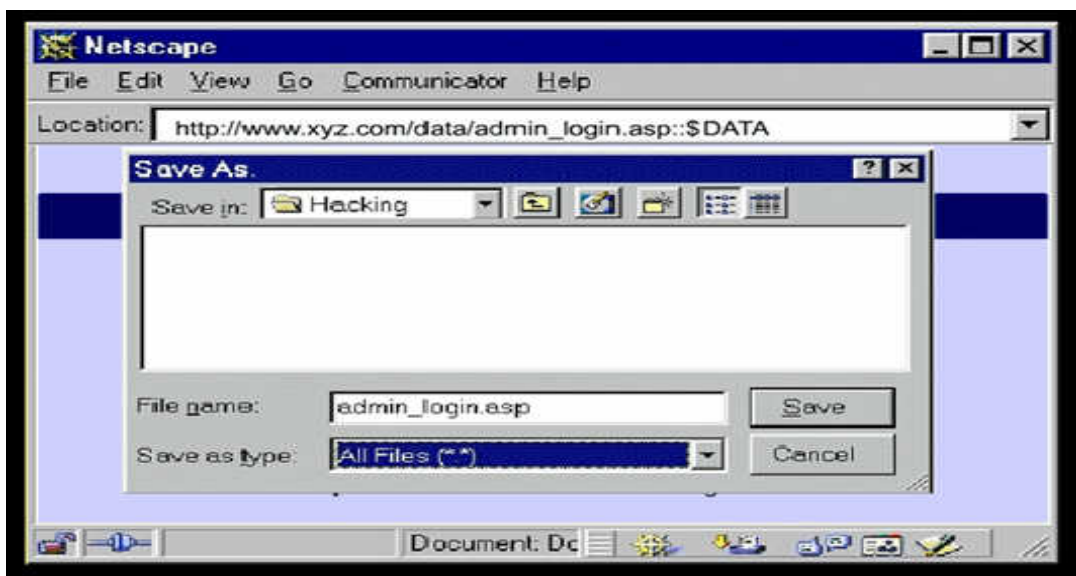 Netscape
File Edit View Go Communicator Help
Location: http://www.xyz.com/data/admin_login.asp::$DATA
Save As.
Save in: Hacking
File name: admin_login.asp Save
Save as type: All Files (*.*) Cancel
Document: Dc